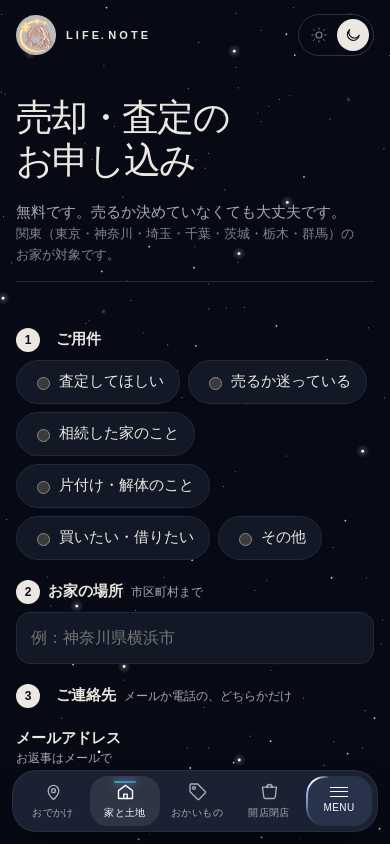 LIFE.NOTE
売却・査定の
お申し込み
無料です。売るか決めていなくても大丈夫です。
関東（東京・神奈川・埼玉・千葉・茨城・栃木・群馬）の
お家が対象です。
1 ご用件
査定してほしい 売るか迷っている
相続した家のこと
片付け・解体のこと
買いたい・借りたい その他
2 お家の場所 市区町村まで
例：神奈川県横浜市
3 ご連絡先 メールか電話の、どちらかだけ
メールアドレス
お返事はメールで
おでかけ 家と土地 おかいもの 開店閉店 MENU